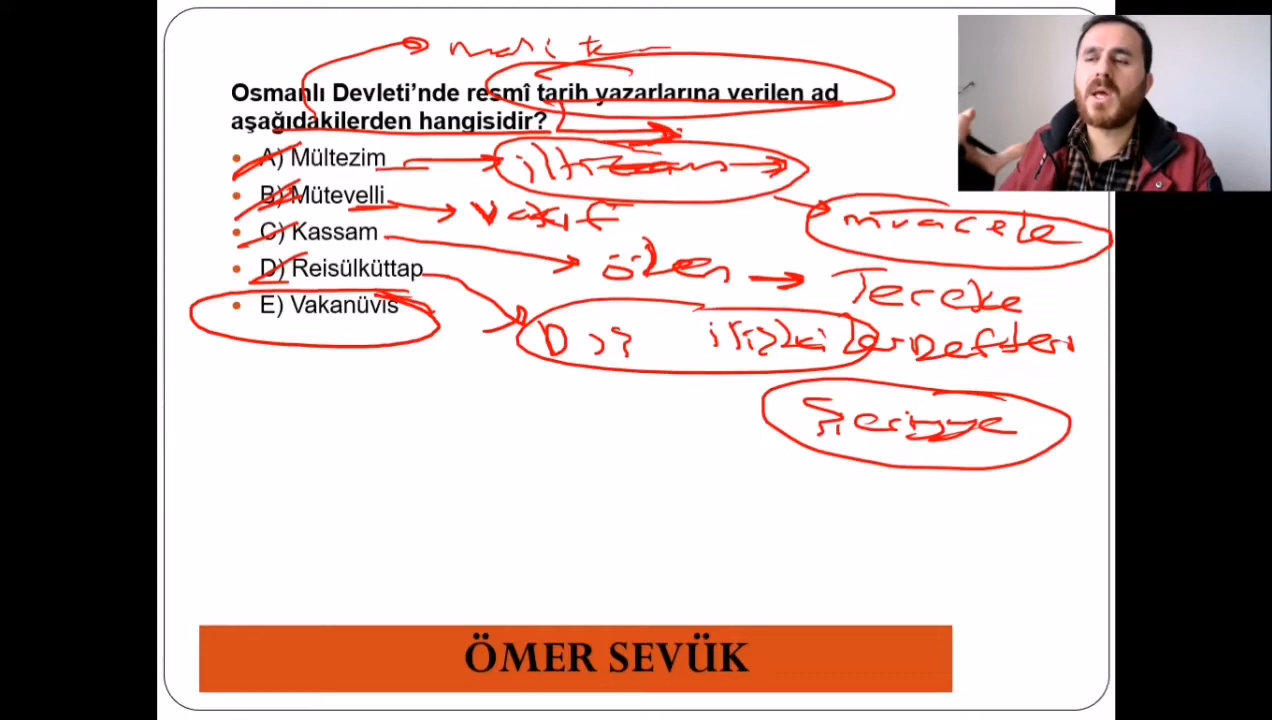 Osmanlı Devleti’nde resmî tarih yazarlarına verilen ad
aşağıdakilerden hangisidir?
A) Mültezim
iltizam
B) Mütevelli
vakıf
muaccele
C) Kassam
ölen
Tereke
Defteri
D) Reisülküttap
Dış ilişkiler
E) Vakanüvis
Şeriyye
ÖMER SEVÜK